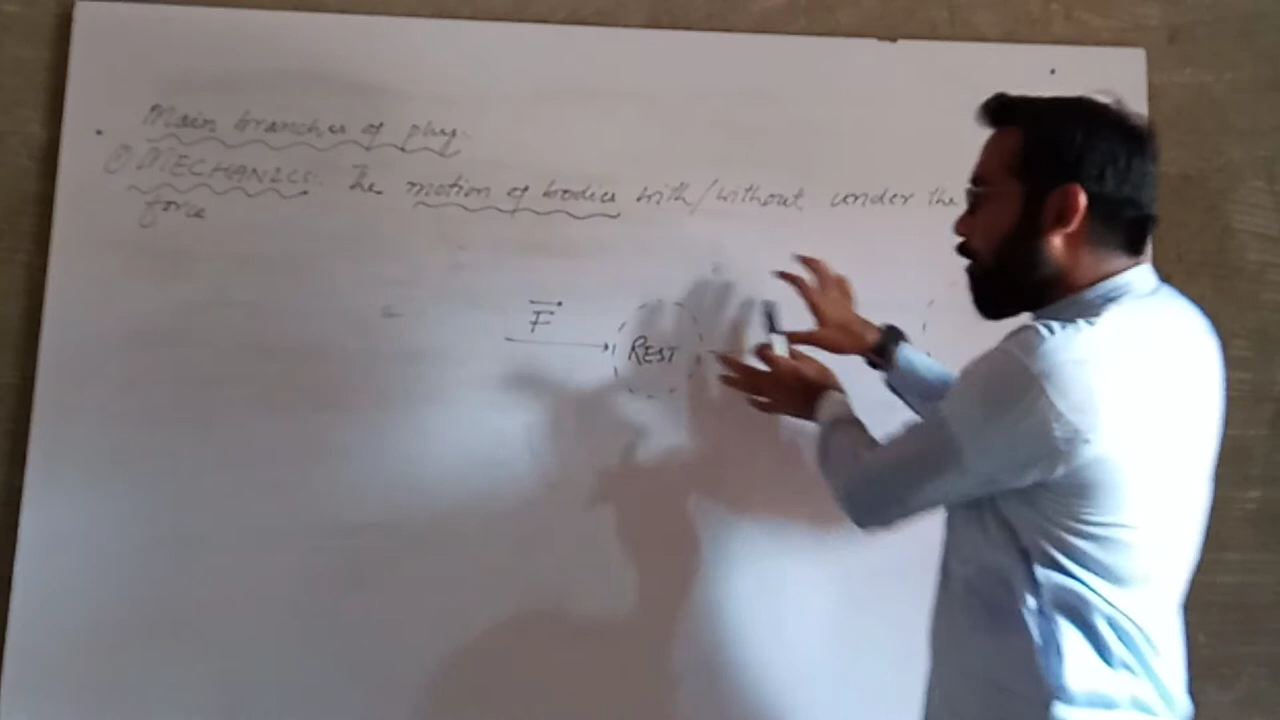 Main branches of phy.
① MECHANICS:. The motion of bodies with/without under the
force
F
REST